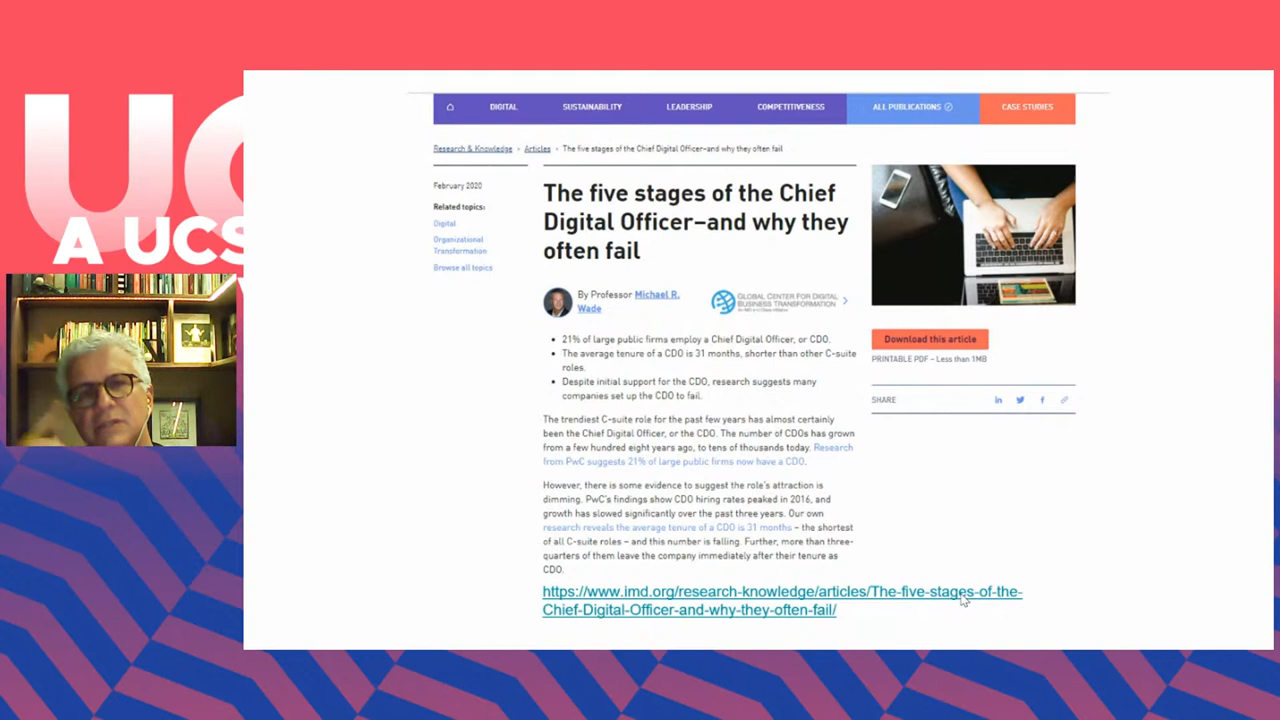 UC
A UCS
DIGITAL
SUSTAINABILITY
LEADERSHIP
COMPETITIVENESS
ALL PUBLICATIONS
CASE STUDIES
Research & Knowledge › Articles › The five stages of the Chief Digital Officer–and why they often fail
February 2020
Related topics:
Digital
Organizational
Transformation
Browse all topics
The five stages of the Chief
Digital Officer–and why they
often fail
By Professor Michael R.
Wade
GLOBAL CENTER FOR DIGITAL
BUSINESS TRANSFORMATION
• 21% of large public firms employ a Chief Digital Officer, or CDO.
• The average tenure of a CDO is 31 months, shorter than other C-suite
roles.
• Despite initial support for the CDO, research suggests many
companies set up the CDO to fail.
The trendiest C-suite role for the past few years has almost certainly
been the Chief Digital Officer, or the CDO. The number of CDOs has grown
from a few hundred eight years ago, to tens of thousands today. Research
from PwC suggests 21% of large public firms now have a CDO.
However, there is some evidence to suggest the role's attraction is
dimming. PwC's findings show CDO hiring rates peaked in 2016, and
growth has slowed significantly over the past three years. Our own
research reveals the average tenure of a CDO is 31 months – the shortest
of all C-suite roles – and this number is falling. Further, more than three-
quarters of them leave the company immediately after their tenure as
CDO.
https://www.imd.org/research-knowledge/articles/The-five-stages-of-the-
Chief-Digital-Officer-and-why-they-often-fail/
Download this article
PRINTABLE PDF – Less than 1MB
SHARE